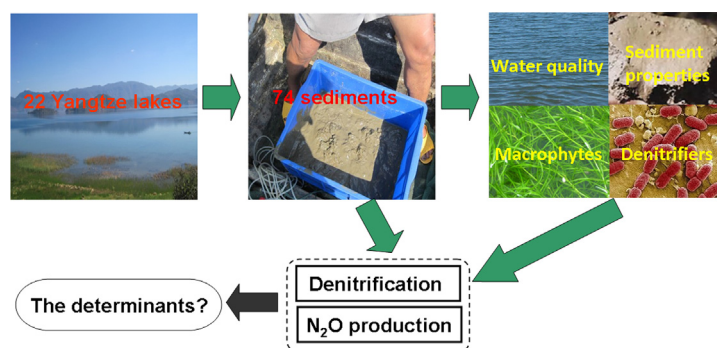 22 Yangtze lakes
74 sediments
Water quality
Sediment
properties
Macrophytes
Denitrifiers
Denitrification
N₂O production
The determinants?